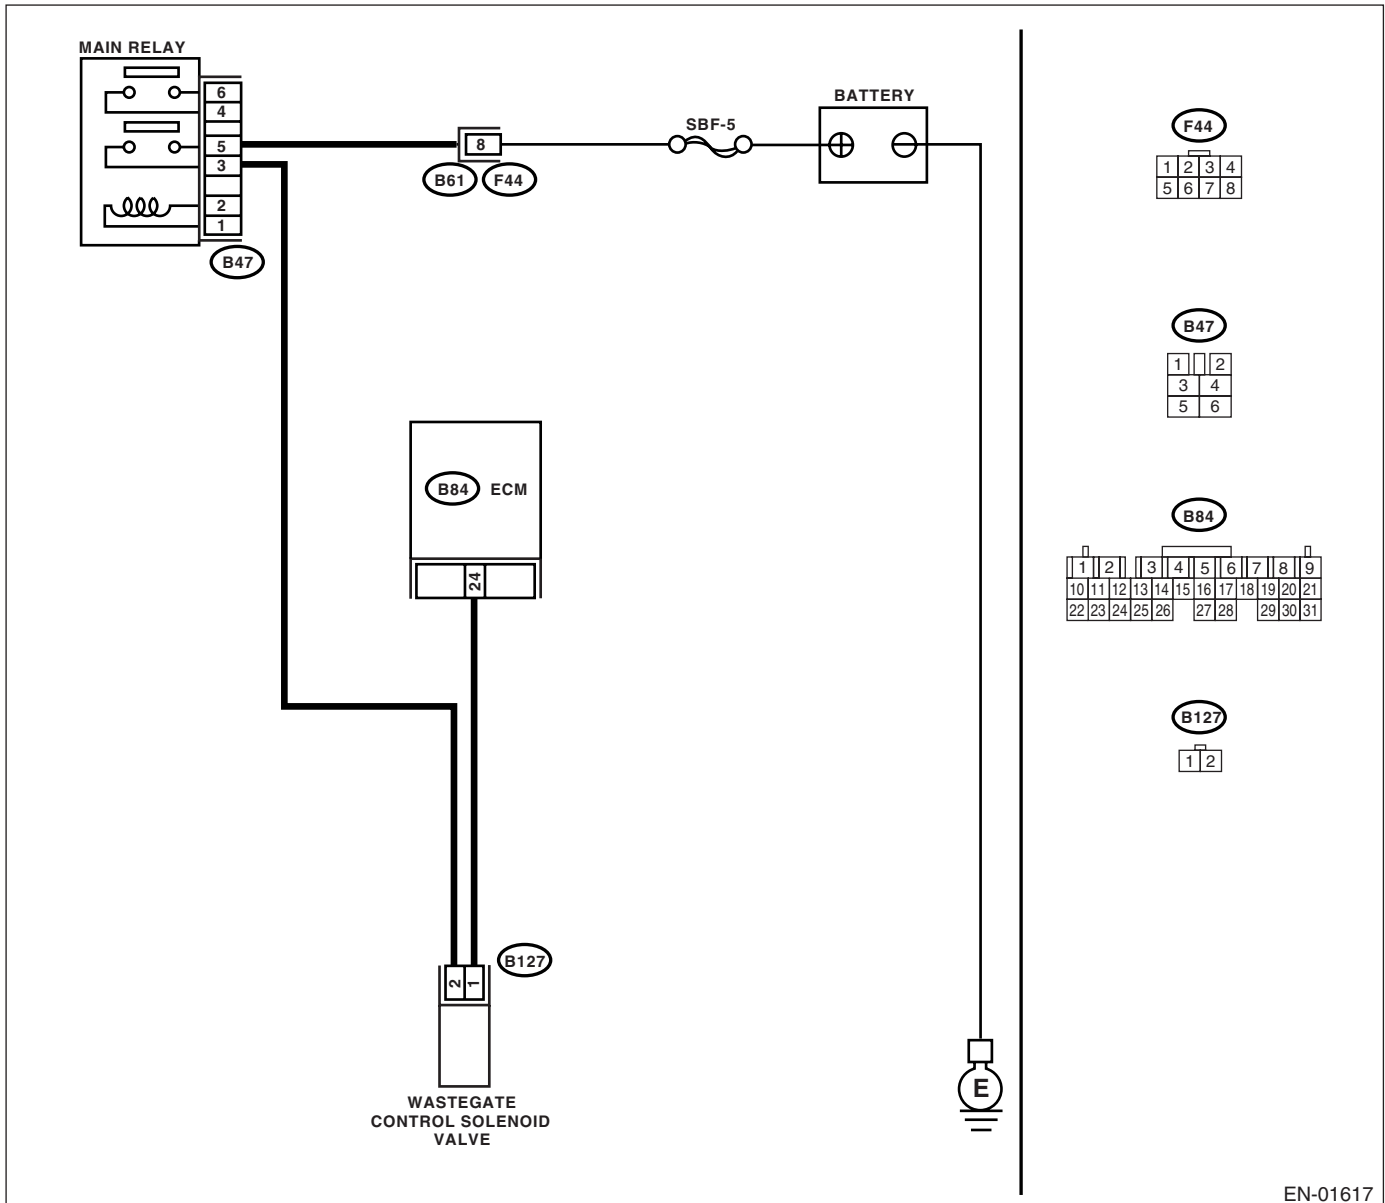 MAIN RELAY
6
4
5
3
2
1
B47
8
B61
F44
SBF-5
BATTERY
B84
ECM
24
2
1
B127
WASTEGATE
CONTROL SOLENOID
VALVE
E
F44
1 2 3 4
5 6 7 8
B47
1 2
3 4
5 6
B84
1 2 3 4 5 6 7 8 9
10 11 12 13 14 15 16 17 18 19 20 21
22 23 24 25 26 27 28 29 30 31
B127
1 2
EN-01617